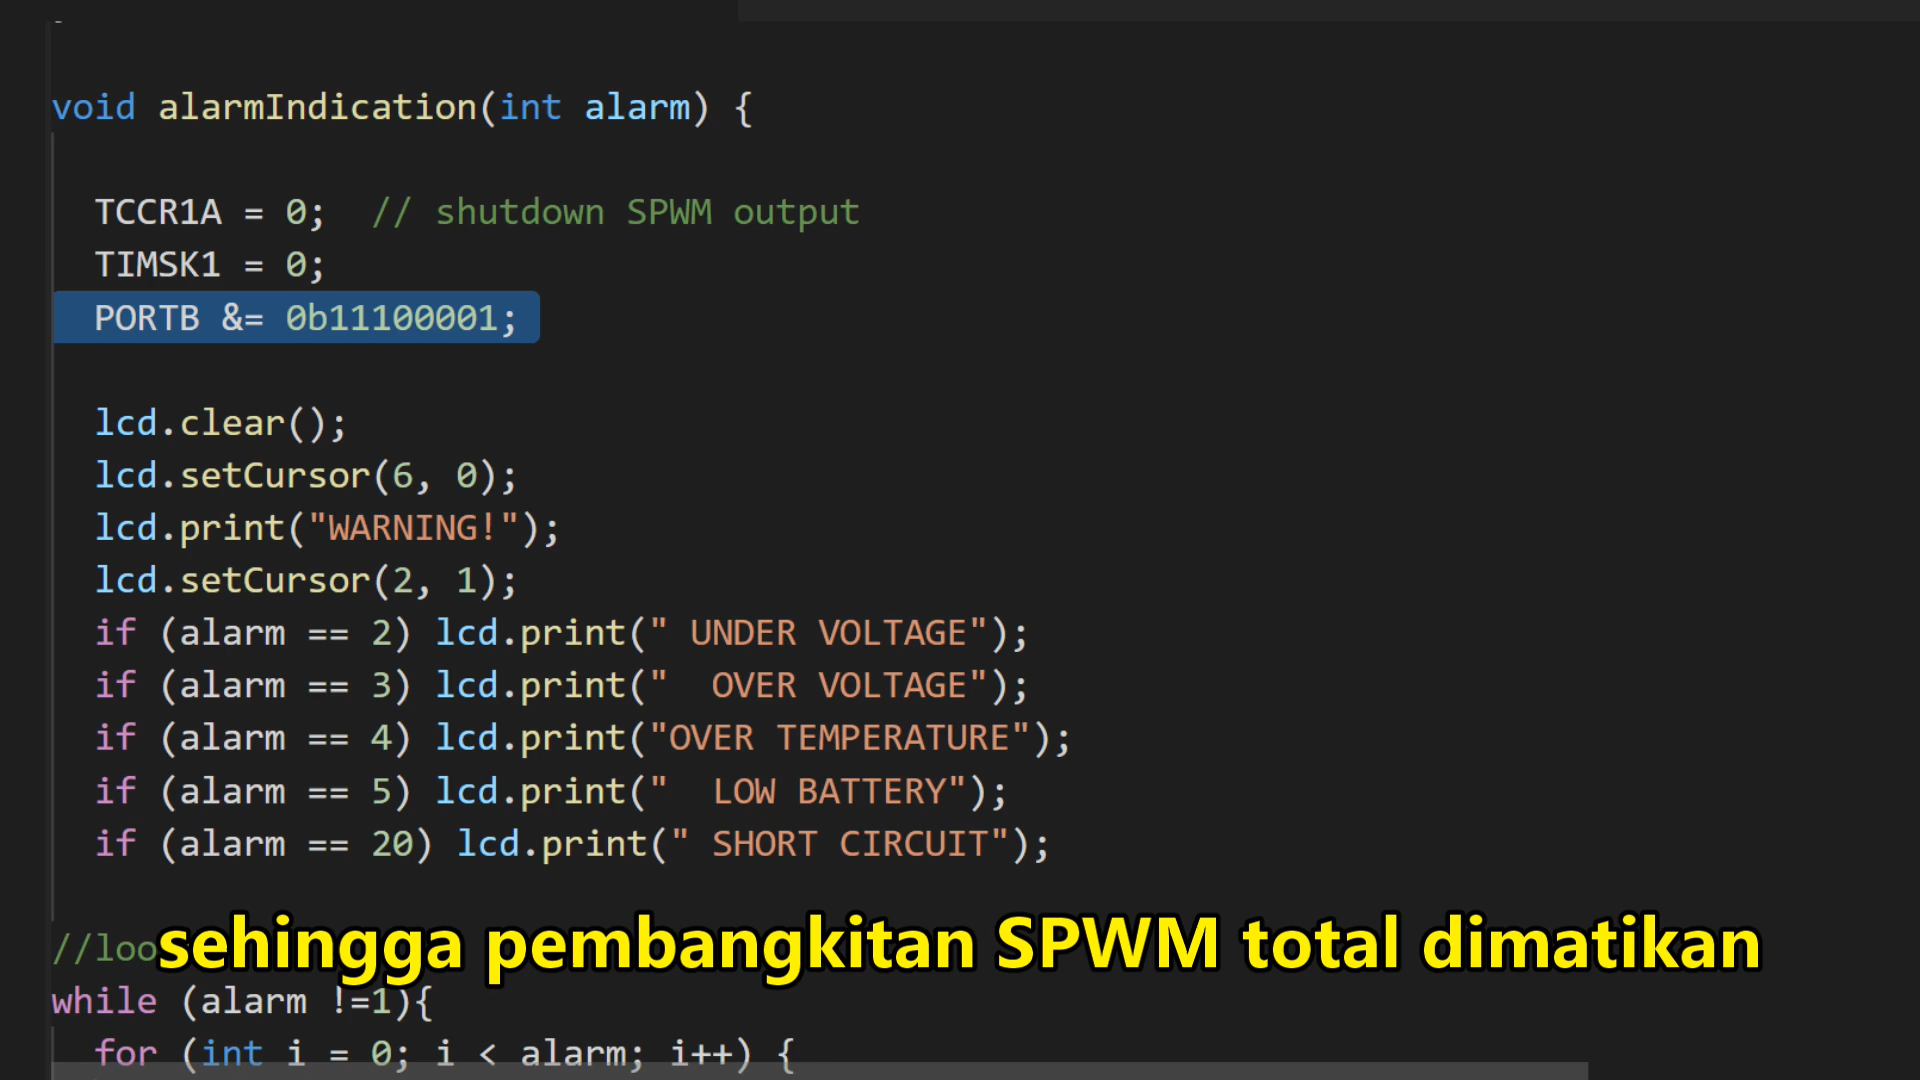 void alarmIndication(int alarm) {
TCCR1A = 0;  // shutdown SPWM output
TIMSK1 = 0;
PORTB &= 0b11100001;
lcd.clear();
lcd.setCursor(6, 0);
lcd.print("WARNING!");
lcd.setCursor(2, 1);
if (alarm == 2) lcd.print(" UNDER VOLTAGE");
if (alarm == 3) lcd.print("  OVER VOLTAGE");
if (alarm == 4) lcd.print("OVER TEMPERATURE");
if (alarm == 5) lcd.print("  LOW BATTERY");
if (alarm == 20) lcd.print(" SHORT CIRCUIT");
sehingga pembangkitan SPWM total dimatikan
while (alarm !=1){
for (int i = 0; i < alarm; i++) {